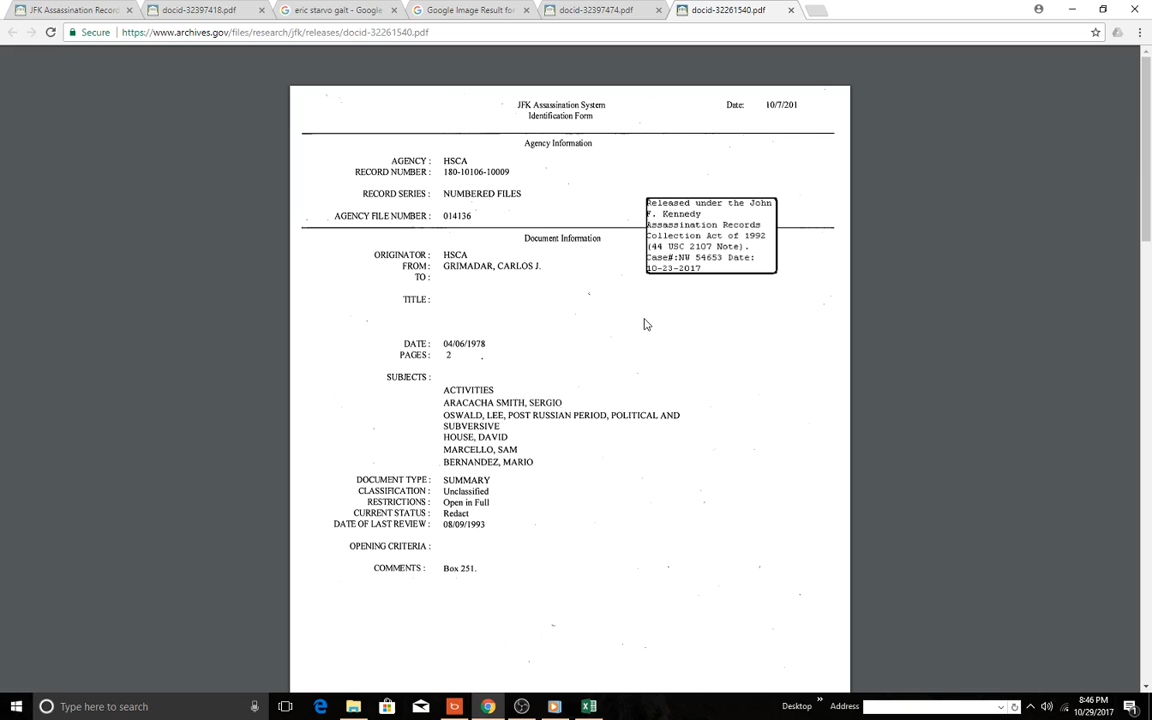 JFK Assassination Record
docid-32397418.pdf
eric starvo galt - Google
Google Image Result for
docid-32397474.pdf
docid-32261540.pdf
Secure
https://www.archives.gov/files/research/jfk/releases/docid-32261540.pdf
JFK Assassination System
Identification Form
Date: 10/7/201
Agency Information
AGENCY : HSCA
RECORD NUMBER : 180-10106-10009
RECORD SERIES : NUMBERED FILES
AGENCY FILE NUMBER : 014136
Released under the John
F. Kennedy
Assassination Records
Collection Act of 1992
(44 USC 2107 Note).
Case#:NW 54653 Date:
10-23-2017
Document Information
ORIGINATOR : HSCA
FROM : GRIMADAR, CARLOS J.
TO :
TITLE :
DATE : 04/06/1978
PAGES : 2
SUBJECTS :
ACTIVITIES
ARACACHA SMITH, SERGIO
OSWALD, LEE, POST RUSSIAN PERIOD, POLITICAL AND
SUBVERSIVE
HOUSE, DAVID
MARCELLO, SAM
BERNANDEZ, MARIO
DOCUMENT TYPE : SUMMARY
CLASSIFICATION : Unclassified
RESTRICTIONS : Open in Full
CURRENT STATUS : Redact
DATE OF LAST REVIEW : 08/09/1993
OPENING CRITERIA :
COMMENTS : Box 251.
Type here to search
Desktop
Address
8:46 PM
10/29/2017